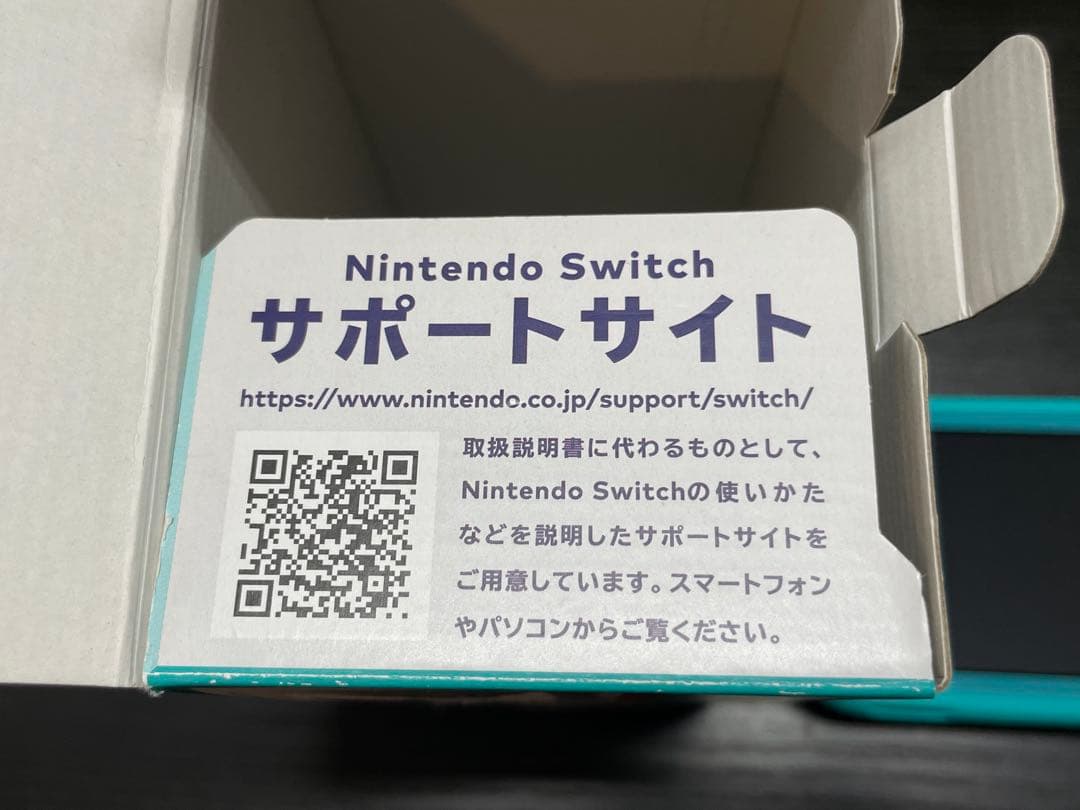 Nintendo Switch
サポートサイト
https://www.nintendo.co.jp/support/switch/
取扱説明書に代わるものとして、
Nintendo Switchの使いかた
などを説明したサポートサイトを
ご用意しています。スマートフォン
やパソコンからご覧ください。